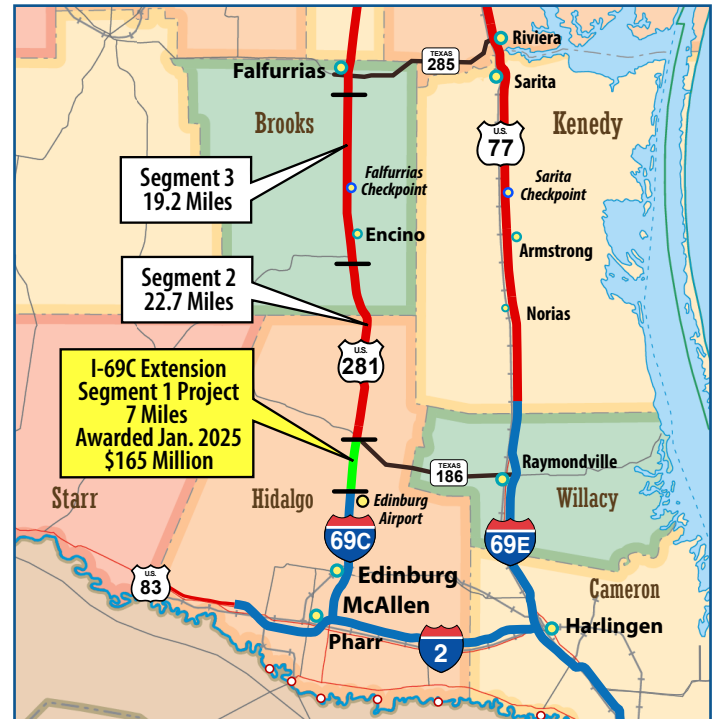 Riviera
TEXAS
285
Falfurrias
Sarita
Brooks
Kenedy
U.S.
77
Segment 3
19.2 Miles
Falfurrias
Checkpoint
Sarita
Checkpoint
Encino
Armstrong
Segment 2
22.7 Miles
Norias
U.S.
281
I-69C Extension
Segment 1 Project
7 Miles
Awarded Jan. 2025
$165 Million
TEXAS
186
Raymondville
Starr
Hidalgo
Edinburg
Airport
Willacy
69C
69E
U.S.
83
Edinburg
Cameron
McAllen
Harlingen
Pharr
2